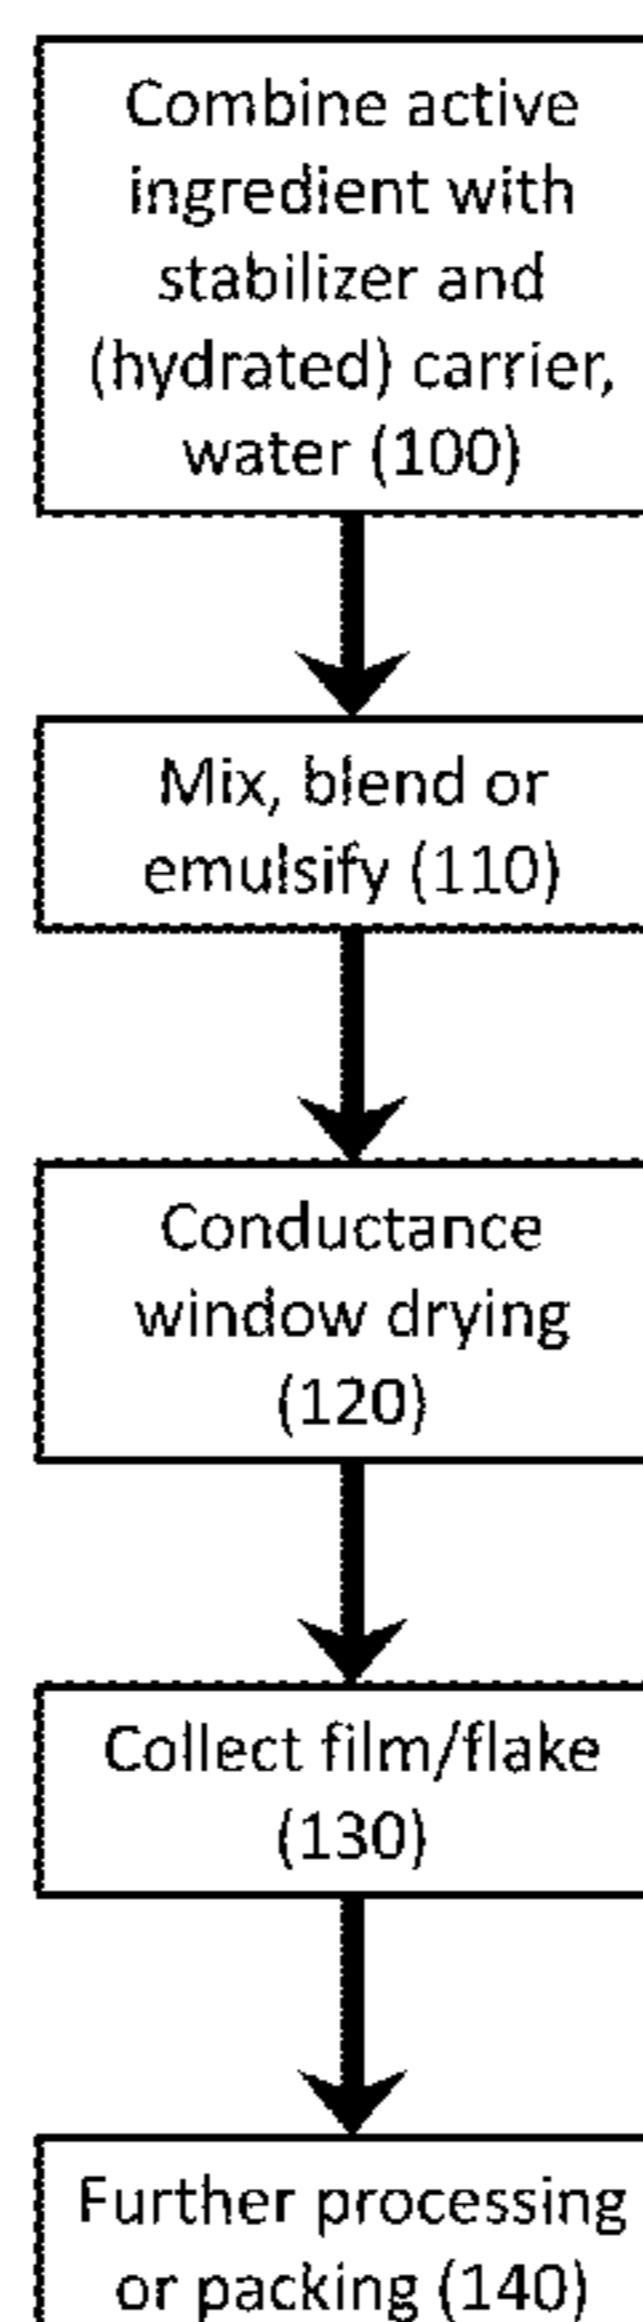 Combine active
ingredient with
stabilizer and
(hydrated) carrier,
water (100)
Mix, blend or
emulsify (110)
Conductance
window drying
(120)
Collect film/flake
(130)
Further processing
or packing (140)